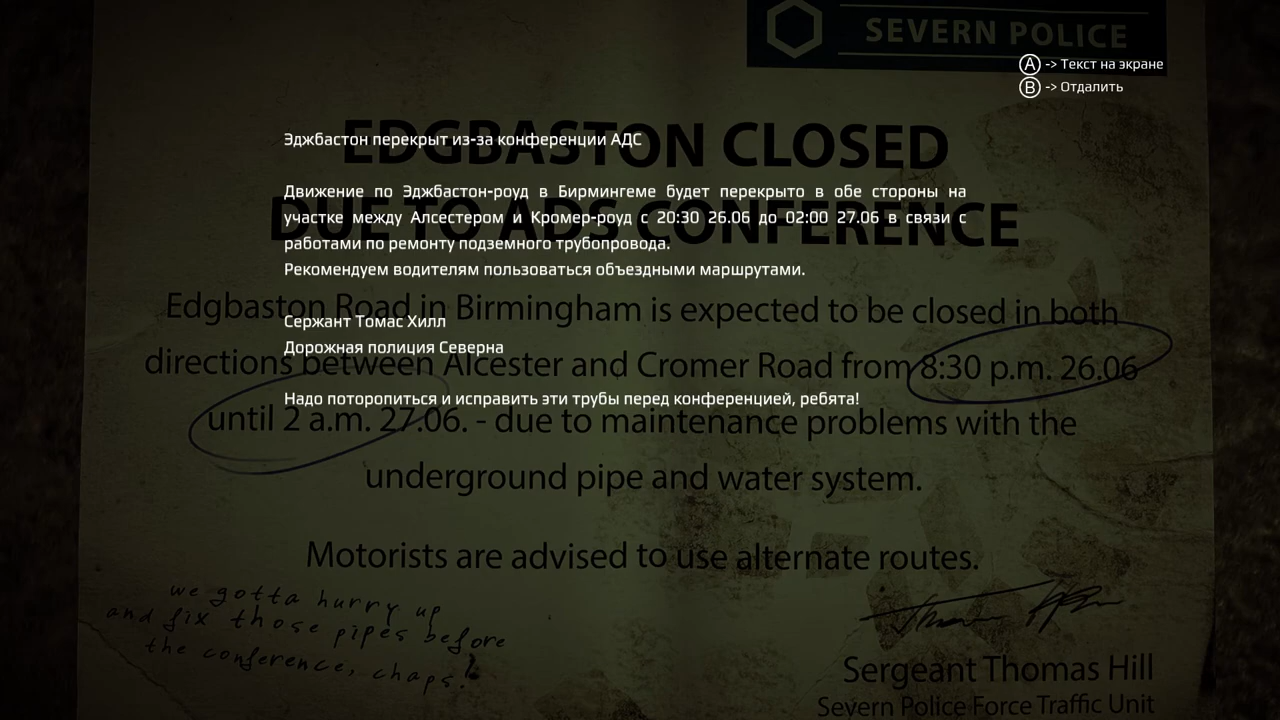 SEVERN POLICE
A -> Текст на экране
B -> Отдалить
EDGBASTON CLOSED
DUE TO ADS CONFERENCE
Эджбастон перекрыт из-за конференции АДС
Движение по Эджбастон-роуд в Бирмингеме будет перекрыто в обе стороны на
участке между Алсестером и Кромер-роуд с 20:30 26.06 до 02:00 27.06 в связи с
работами по ремонту подземного трубопровода.
Рекомендуем водителям пользоваться объездными маршрутами.
Сержант Томас Хилл
Дорожная полиция Северна
Надо поторопиться и исправить эти трубы перед конференцией, ребята!
Edgbaston Road in Birmingham is expected to be closed in both
directions between Alcester and Cromer Road from 8:30 p.m. 26.06
until 2 a.m. 27.06. - due to maintenance problems with the
underground pipe and water system.
Motorists are advised to use alternate routes.
we gotta hurry up
and fix those pipes before
the conference, chaps!
Sergeant Thomas Hill
Severn Police Force Traffic Unit